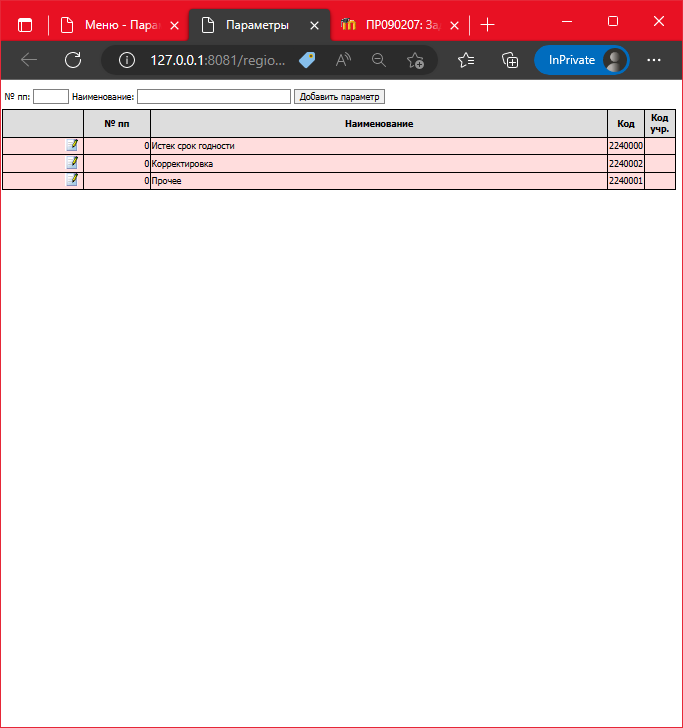 Меню - Пара
Параметры
ПР090207: За
127.0.0.1:8081/regio...
InPrivate
№ пп: Наименование: Добавить параметр
№ пп Наименование Код Код учр.
0 Истек срок годности 2240000
0 Корректировка 2240002
0 Прочее 2240001